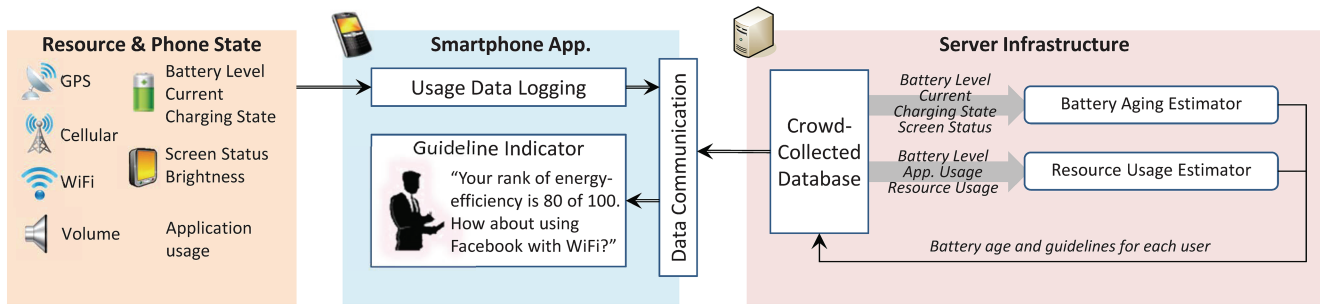 Resource & Phone State
GPS
Cellular
WiFi
Volume
Battery Level
Current
Charging State
Screen Status
Brightness
Application
usage
Smartphone App.
Usage Data Logging
Guideline Indicator
“Your rank of energy-
efficiency is 80 of 100.
How about using
Facebook with WiFi?”
Data Communication
Server Infrastructure
Crowd-
Collected
Database
Battery Level
Current
Charging State
Screen Status
Battery Aging Estimator
Battery Level
App. Usage
Resource Usage
Resource Usage Estimator
Battery age and guidelines for each user